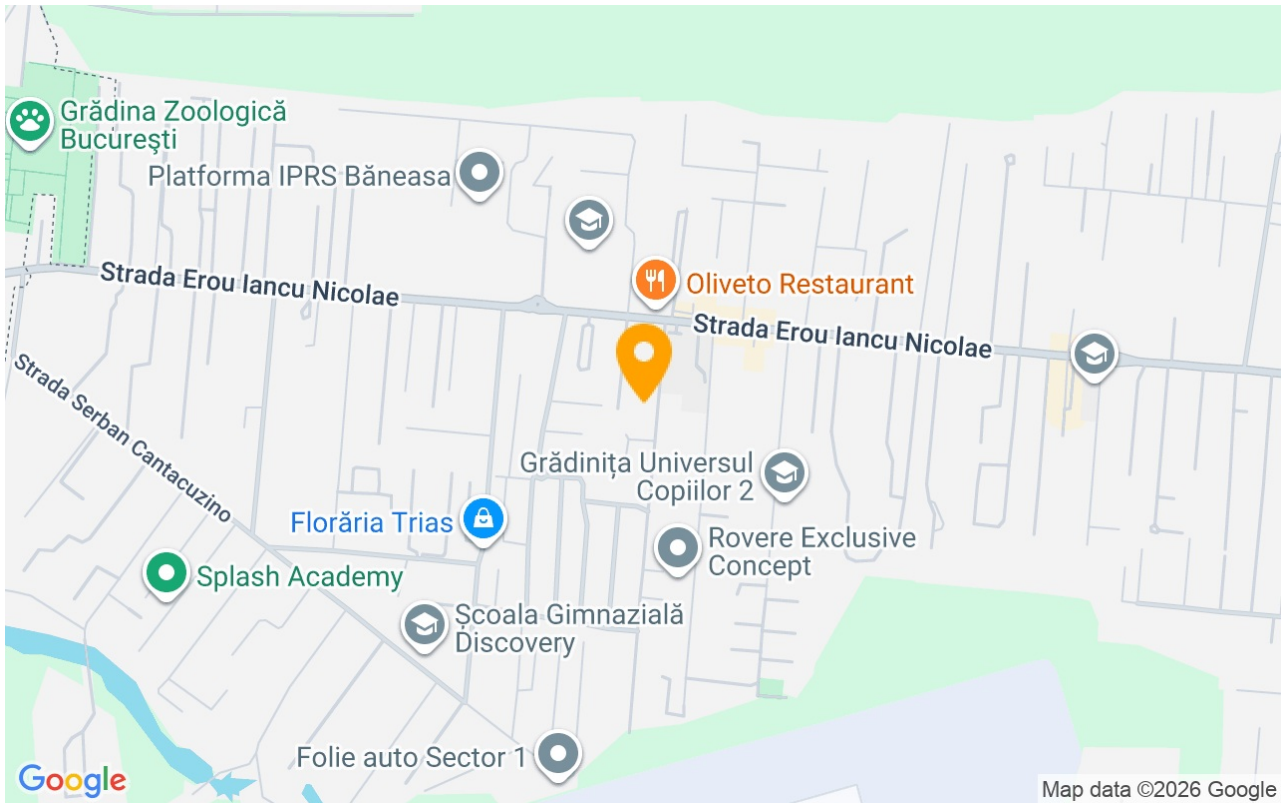 Grădina Zoologică
București
Platforma IPRS Băneasa
Strada Erou Iancu Nicolae
Oliveto Restaurant
Strada Erou Iancu Nicolae
Strada Serban Cantacuzino
Grădinița Universul
Copiilor 2
Florăria Trias
Rovere Exclusive
Concept
Splash Academy
Școala Gimnazială
Discovery
Folie auto Sector 1
Google
Map data ©2026 Google